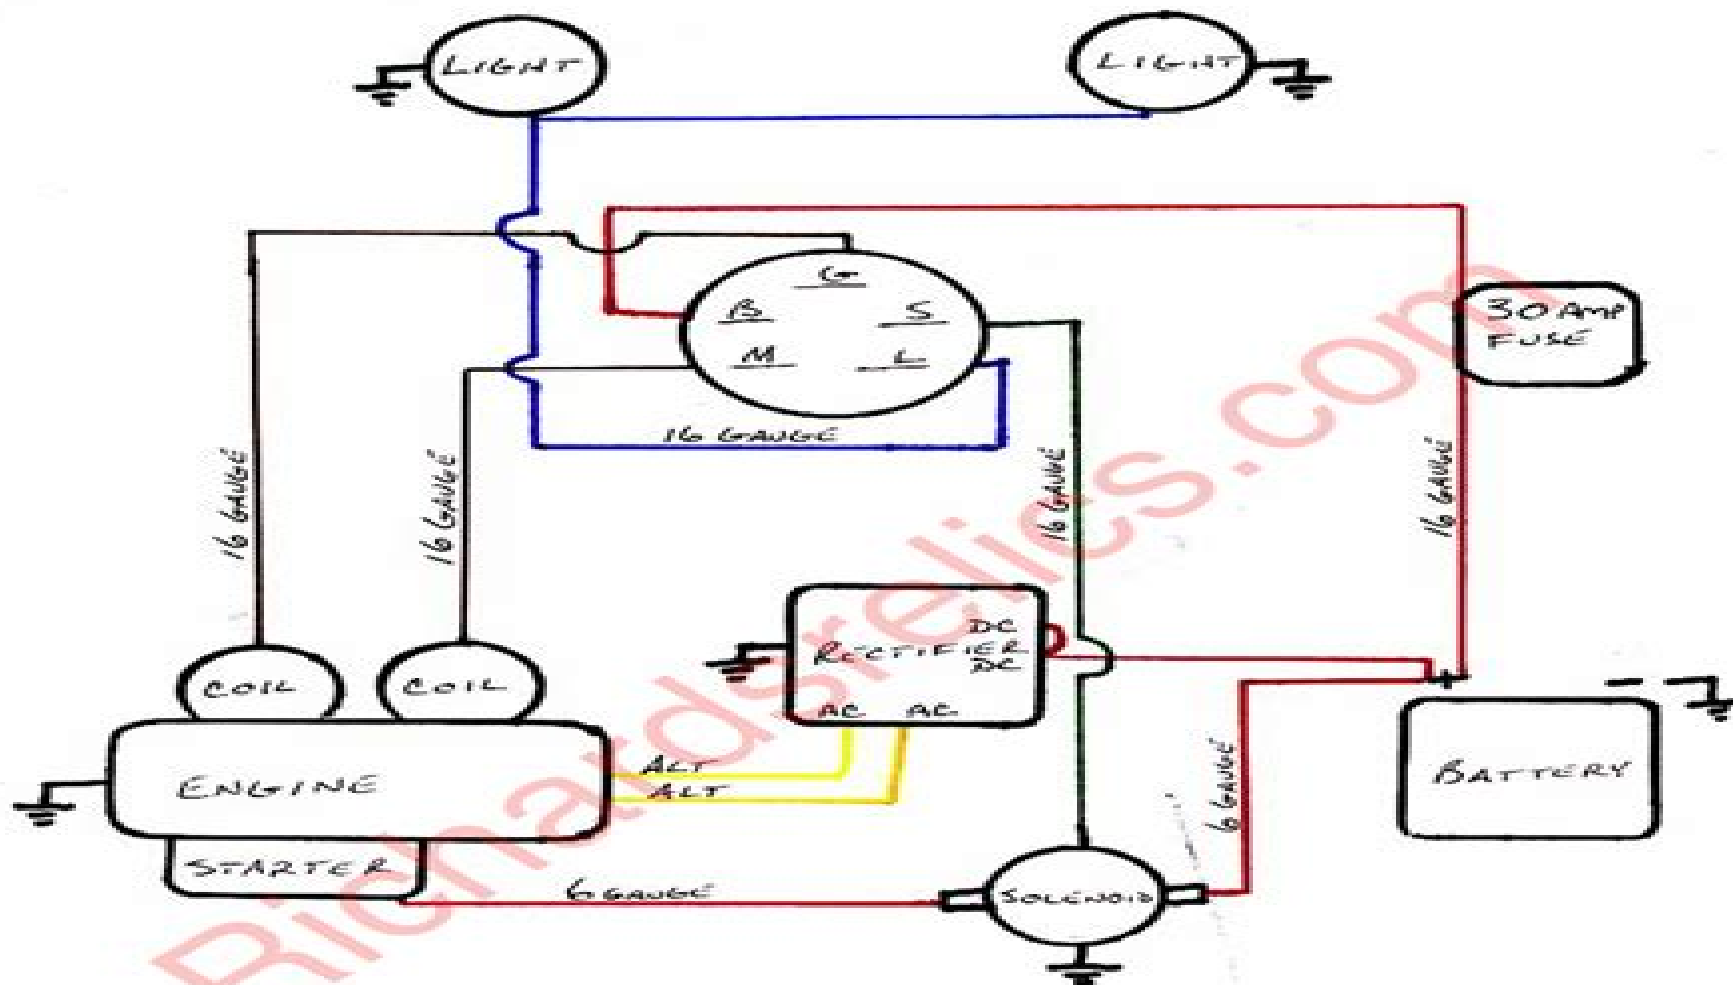 LIGHT
LIGHT
G
B
S
M
L
30 AMP
FUSE
16 GAUGE
16 GAUGE
16 GAUGE
16 GAUGE
16 GAUGE
DC
RECTIFIER
DC
AC AC
COIL
COIL
ENGINE
ALT
ALT
STARTER
6 GAUGE
SOLENOID
6 GAUGE
+ -
BATTERY
Richardsrelics.com